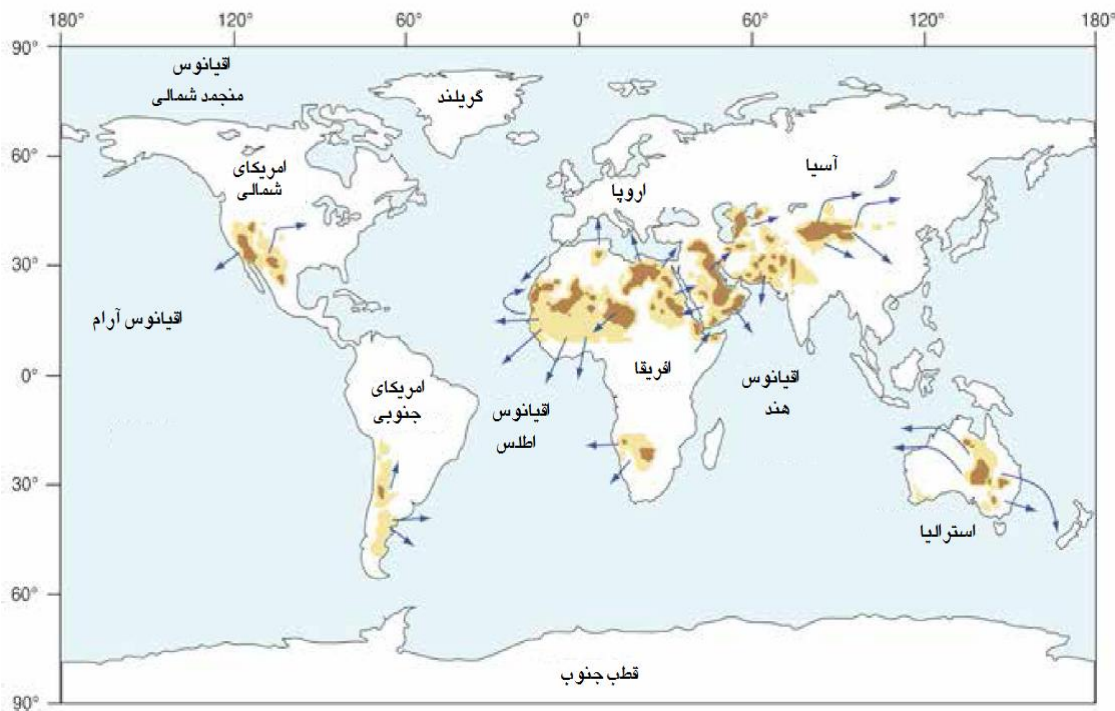 180° 120° 60° 0° 60° 120° 180°
90°
اقیانوس
منجمد شمالی
گریلند
60°
امریکای
شمالی
اروپا
آسیا
30°
اقیانوس آرام
0°
امریکای
جنوبی
اقیانوس
اطلس
افریقا
اقیانوس
هند
30°
استرالیا
60°
قطب جنوب
90°